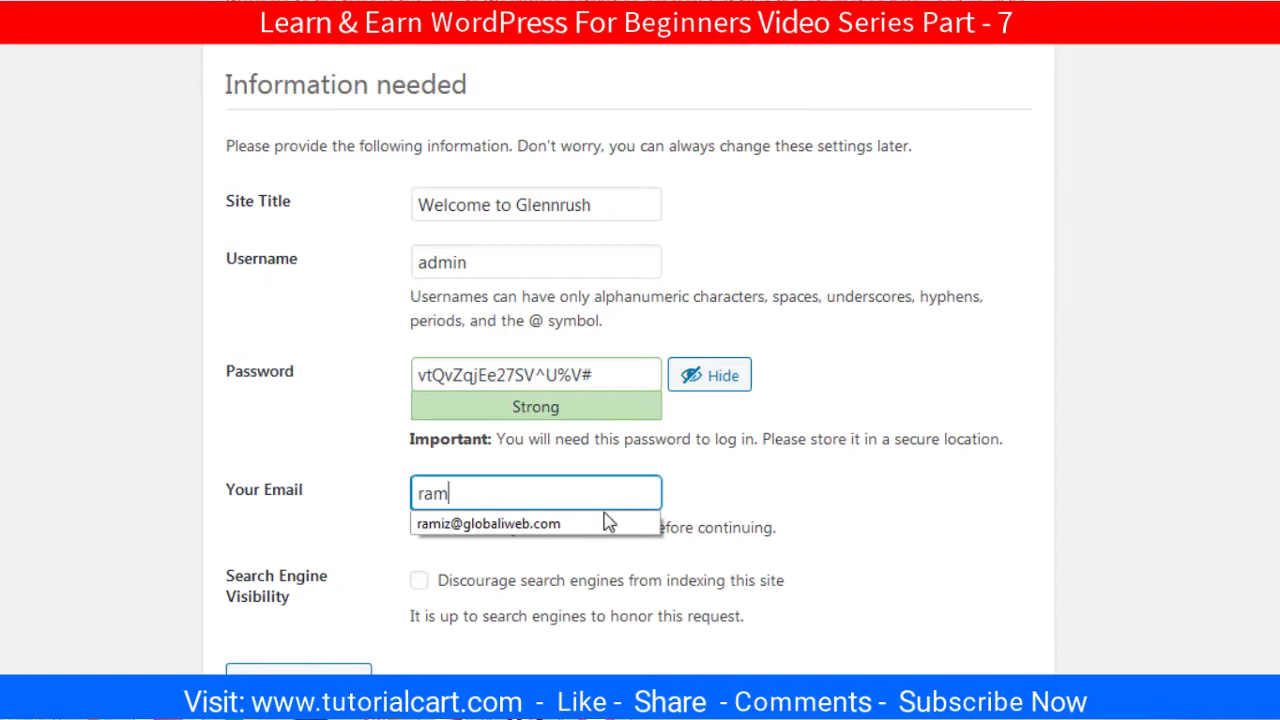 Learn & Earn WordPress For Beginners Video Series Part - 7
Information needed
Please provide the following information. Don't worry, you can always change these settings later.
Site Title
Welcome to Glennrush
Username
admin
Usernames can have only alphanumeric characters, spaces, underscores, hyphens,
periods, and the @ symbol.
Password
vtQvZqjEe27SV^U%V#
Hide
Strong
Important: You will need this password to log in. Please store it in a secure location.
Your Email
ram
ramiz@globaliweb.com
before continuing.
Search Engine
Visibility
Discourage search engines from indexing this site
It is up to search engines to honor this request.
Visit: www.tutorialcart.com - Like - Share - Comments - Subscribe Now